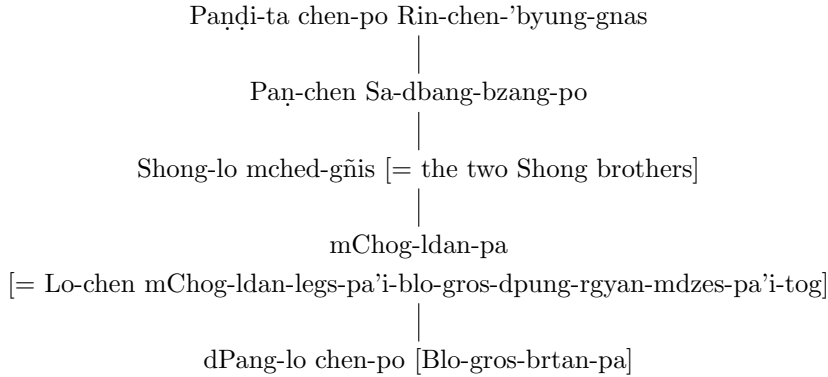 Paṇḍi-ta chen-po Rin-chen-’byung-gnas
Paṇ-chen Sa-dbang-bzang-po
Shong-lo mched-gñis [= the two Shong brothers]
mChog-ldan-pa
[= Lo-chen mChog-ldan-legs-pa’i-blo-gros-dpung-rgyan-mdzes-pa’i-tog]
dPang-lo chen-po [Blo-gros-brtan-pa]